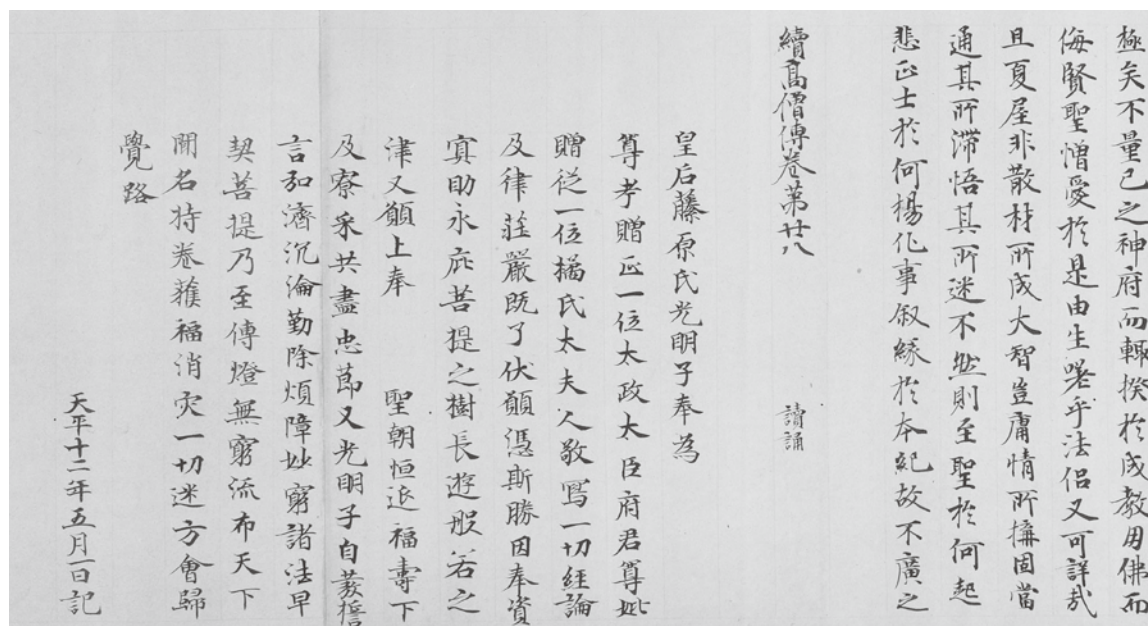 極矣不量己之神府而輙揆於成教因佛而
侮賢聖憎愛於是由生嗟乎法侶又可詳哉
且夏屋非散材所成大智豈庸情所擁固當
通其所滞悟其所迷不然則至聖於何起
悲正士於何揚化事叙緣於本紀故不廣之
續髙僧傳卷第廿八
讀誦
皇后藤原氏光明子奉為
尊考贈正一位太政太臣府君尊妣
贈従一位橘氏太夫人敬寫一切経論
及律荘嚴既了伏願憑斯勝因奉資
冥助永庇菩提之樹長遊般若之
津又願上奉 聖朝恒延福壽下
及寮采共盡忠節又光明子自發誓
言弘濟沉淪勤除煩障妙窮諸法早
契菩提乃至傳燈無窮流布天下
聞名持卷獲福消灾一切迷方會歸
覺路
天平十二年五月一日記